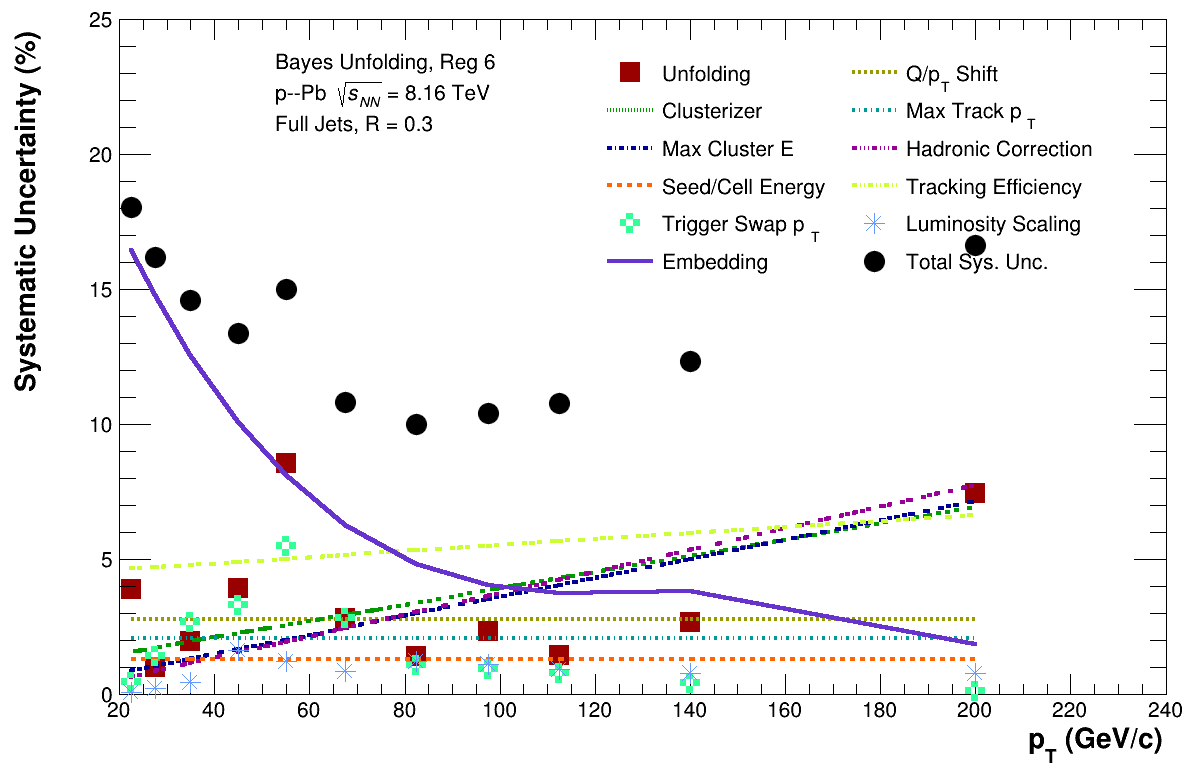 25
20
15
10
5
0
Systematic Uncertainty (%)
Bayes Unfolding, Reg 6
p--Pb √sNN = 8.16 TeV
Full Jets, R = 0.3
Unfolding
Clusterizer
Max Cluster E
Seed/Cell Energy
Trigger Swap pT
Embedding
Q/pT Shift
Max Track pT
Hadronic Correction
Tracking Efficiency
Luminosity Scaling
Total Sys. Unc.
20 40 60 80 100 120 140 160 180 200 220 240
pT (GeV/c)